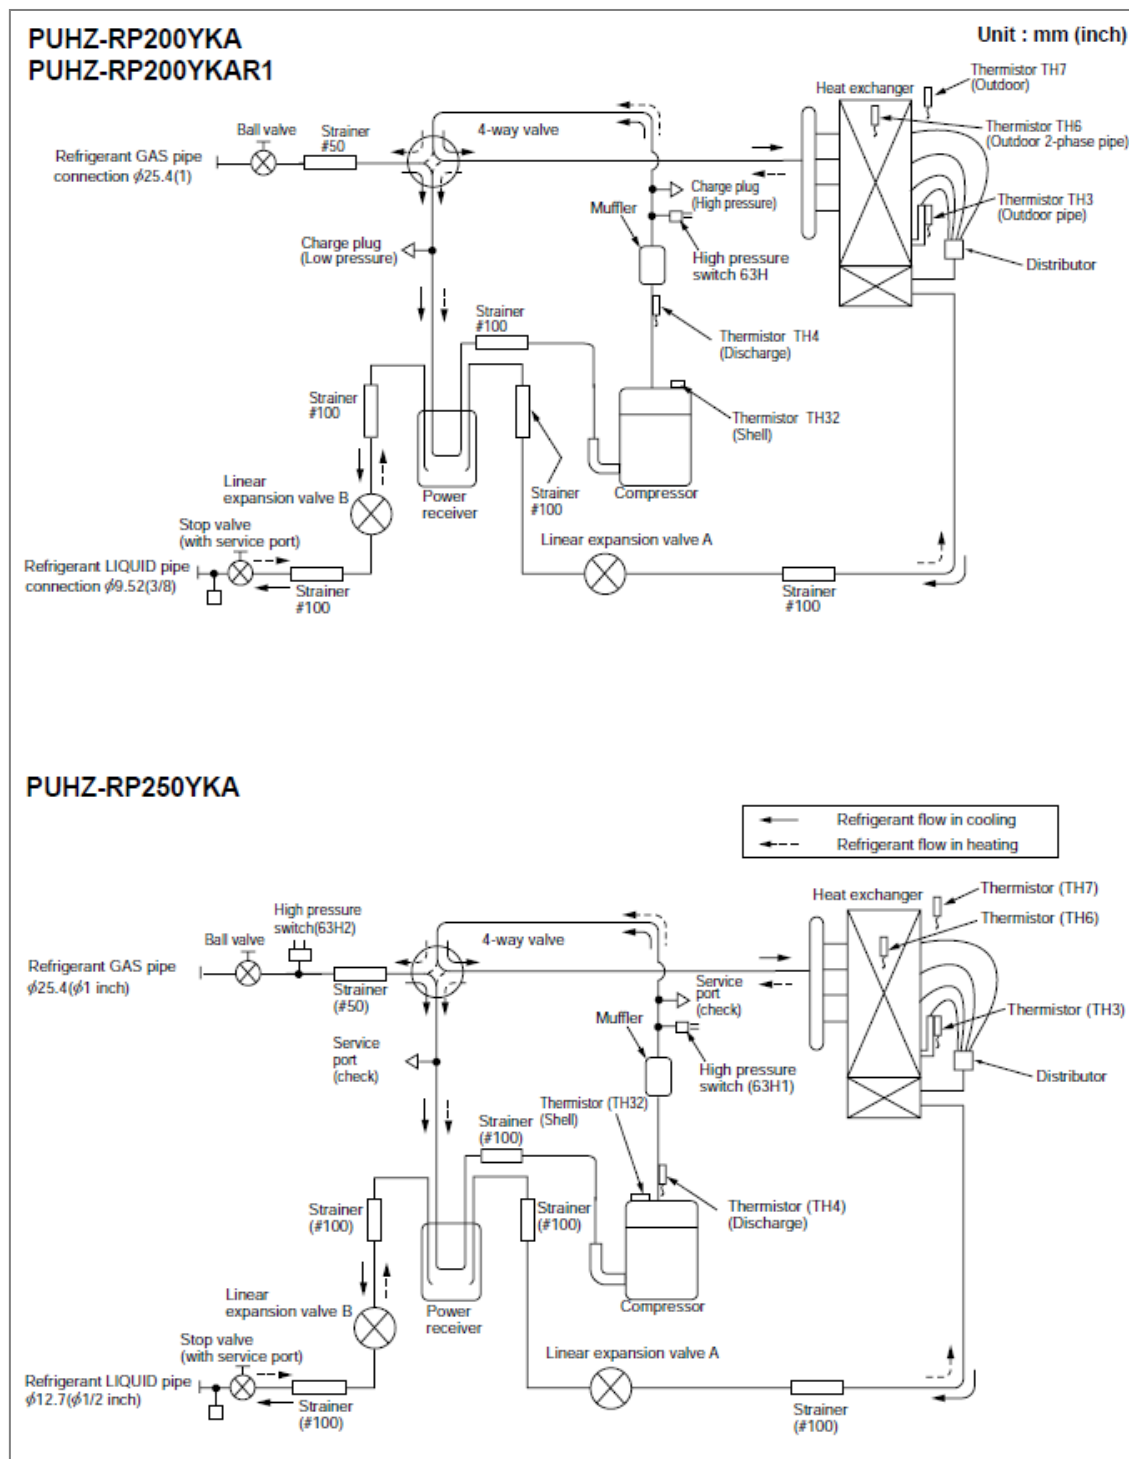 PUHZ-RP200YKA
PUHZ-RP200YKAR1
Unit : mm (inch)
Thermistor TH7
(Outdoor)
Heat exchanger
Thermistor TH6
(Outdoor 2-phase pipe)
Ball valve
Strainer
#50
4-way valve
Refrigerant GAS pipe
connection ϕ25.4(1)
Charge plug
(High pressure)
Thermistor TH3
(Outdoor pipe)
Muffler
Charge plug
(Low pressure)
High pressure
switch 63H
Distributor
Strainer
#100
Thermistor TH4
(Discharge)
Strainer
#100
Thermistor TH32
(Shell)
Linear
expansion valve B
Power
receiver
Strainer
#100
Compressor
Stop valve
(with service port)
Linear expansion valve A
Refrigerant LIQUID pipe
connection ϕ9.52(3/8)
Strainer
#100
Strainer
#100
PUHZ-RP250YKA
Refrigerant flow in cooling
Refrigerant flow in heating
Heat exchanger
Thermistor (TH7)
High pressure
switch(63H2)
Thermistor (TH6)
Ball valve
4-way valve
Refrigerant GAS pipe
ϕ25.4(ϕ1 inch)
Strainer
(#50)
Service
port
(check)
Thermistor (TH3)
Muffler
Service
port
(check)
High pressure
switch (63H1)
Distributor
Thermistor (TH32)
(Shell)
Strainer
(#100)
Strainer
(#100)
Strainer
(#100)
Thermistor (TH4)
(Discharge)
Linear
expansion valve B
Power
receiver
Compressor
Stop valve
(with service port)
Linear expansion valve A
Refrigerant LIQUID pipe
ϕ12.7(ϕ1/2 inch)
Strainer
(#100)
Strainer
(#100)